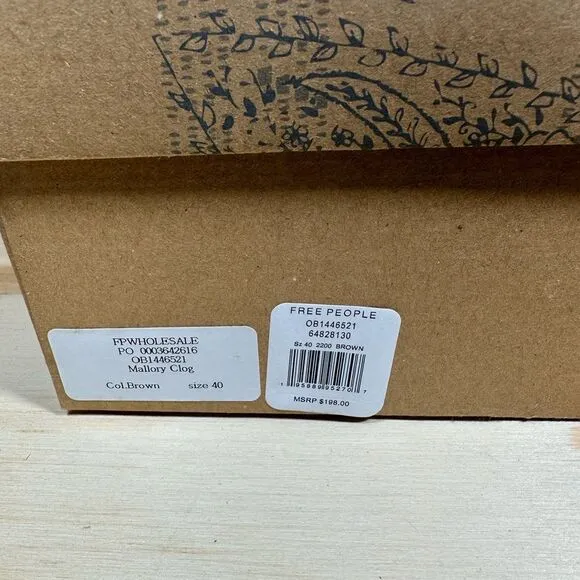 FPWHOLESALE
PO 0003642616
OB1446521
Mallory Clog
Col.Brown size 40
FREE PEOPLE
OB1446521
64828130
Sz 40 2200 BROWN
MSRP $198.00